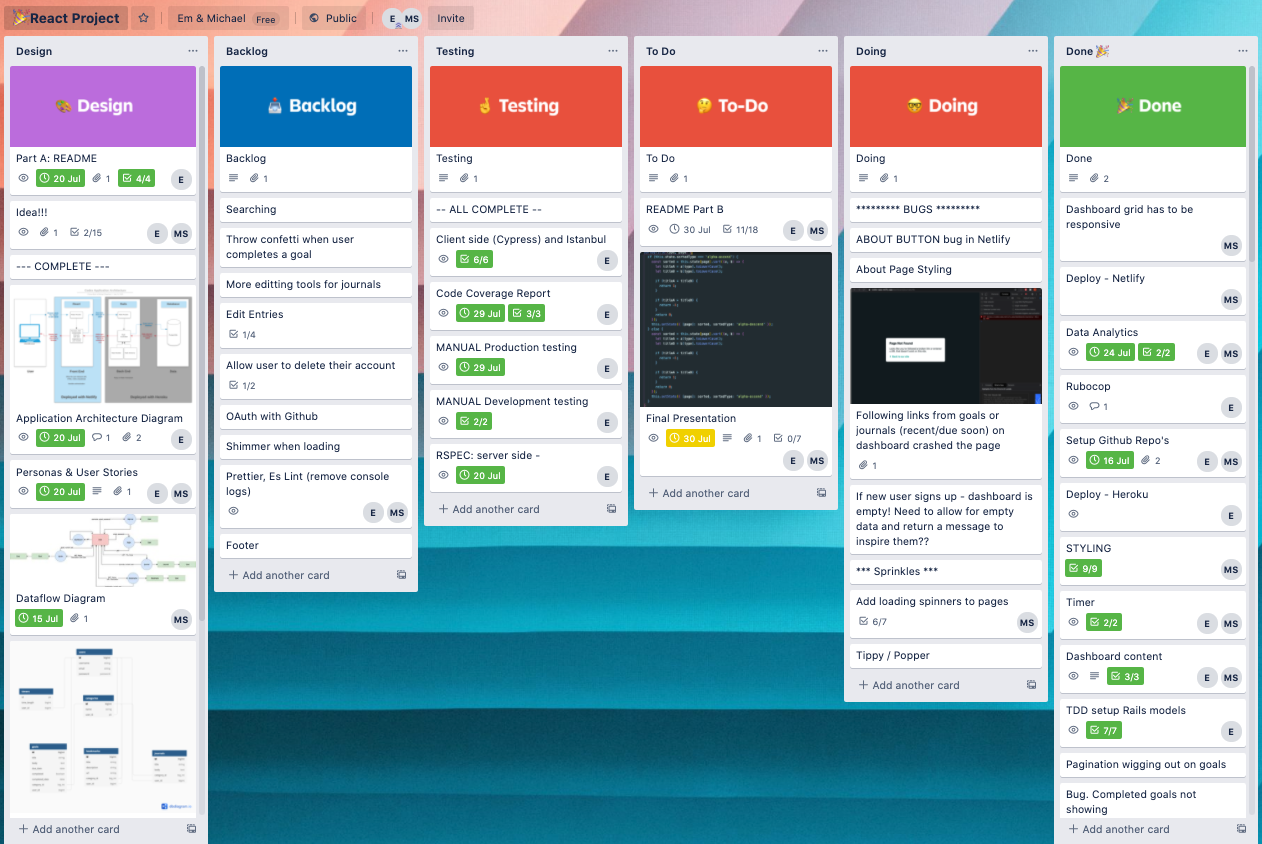 🎉React Project
Em & Michael Free
Public
E MS
Invite
Design
Design
Part A: README
20 Jul 1 4/4 E
Idea!!!
1 2/15 E MS
--- COMPLETE ---
Application Architecture Diagram
20 Jul 1 2 E
Personas & User Stories
20 Jul 1 E MS
Dataflow Diagram
15 Jul 1 MS
+ Add another card
Backlog
Backlog
Backlog
1
Searching
Throw confetti when user
completes a goal
More editting tools for journals
Edit Entries
1/4
Allow user to delete their account
1/2
OAuth with Github
Shimmer when loading
Prettier, Es Lint (remove console
logs)
E MS
Footer
+ Add another card
Testing
Testing
Testing
1
-- ALL COMPLETE --
Client side (Cypress) and Istanbul
6/6 E
Code Coverage Report
29 Jul 3/3 E
MANUAL Production testing
29 Jul E
MANUAL Development testing
2/2 E
RSPEC: server side -
20 Jul E
+ Add another card
To Do
To-Do
To Do
1
README Part B
30 Jul 11/18 E MS
Final Presentation
30 Jul 1 0/7
E MS
+ Add another card
Doing
Doing
Doing
1
********* BUGS *********
ABOUT BUTTON bug in Netlify
About Page Styling
Following links from goals or
journals (recent/due soon) on
dashboard crashed the page
1
If new user signs up - dashboard is
empty! Need to allow for empty
data and return a message to
inspire them??
*** Sprinkles ***
Add loading spinners to pages
6/7 MS
Tippy / Popper
+ Add another card
Done🎉
Done
Done
2
Dashboard grid has to be
responsive
MS
Deploy - Netlify
MS
Data Analytics
24 Jul 2/2 E MS
Rubocop
1 E
Setup Github Repo's
16 Jul 2 E MS
Deploy - Heroku
E
STYLING
9/9 MS
Timer
2/2 E MS
Dashboard content
3/3 E MS
TDD setup Rails models
7/7 E
Pagination wigging out on goals
Bug. Completed goals not
showing
+ Add another card